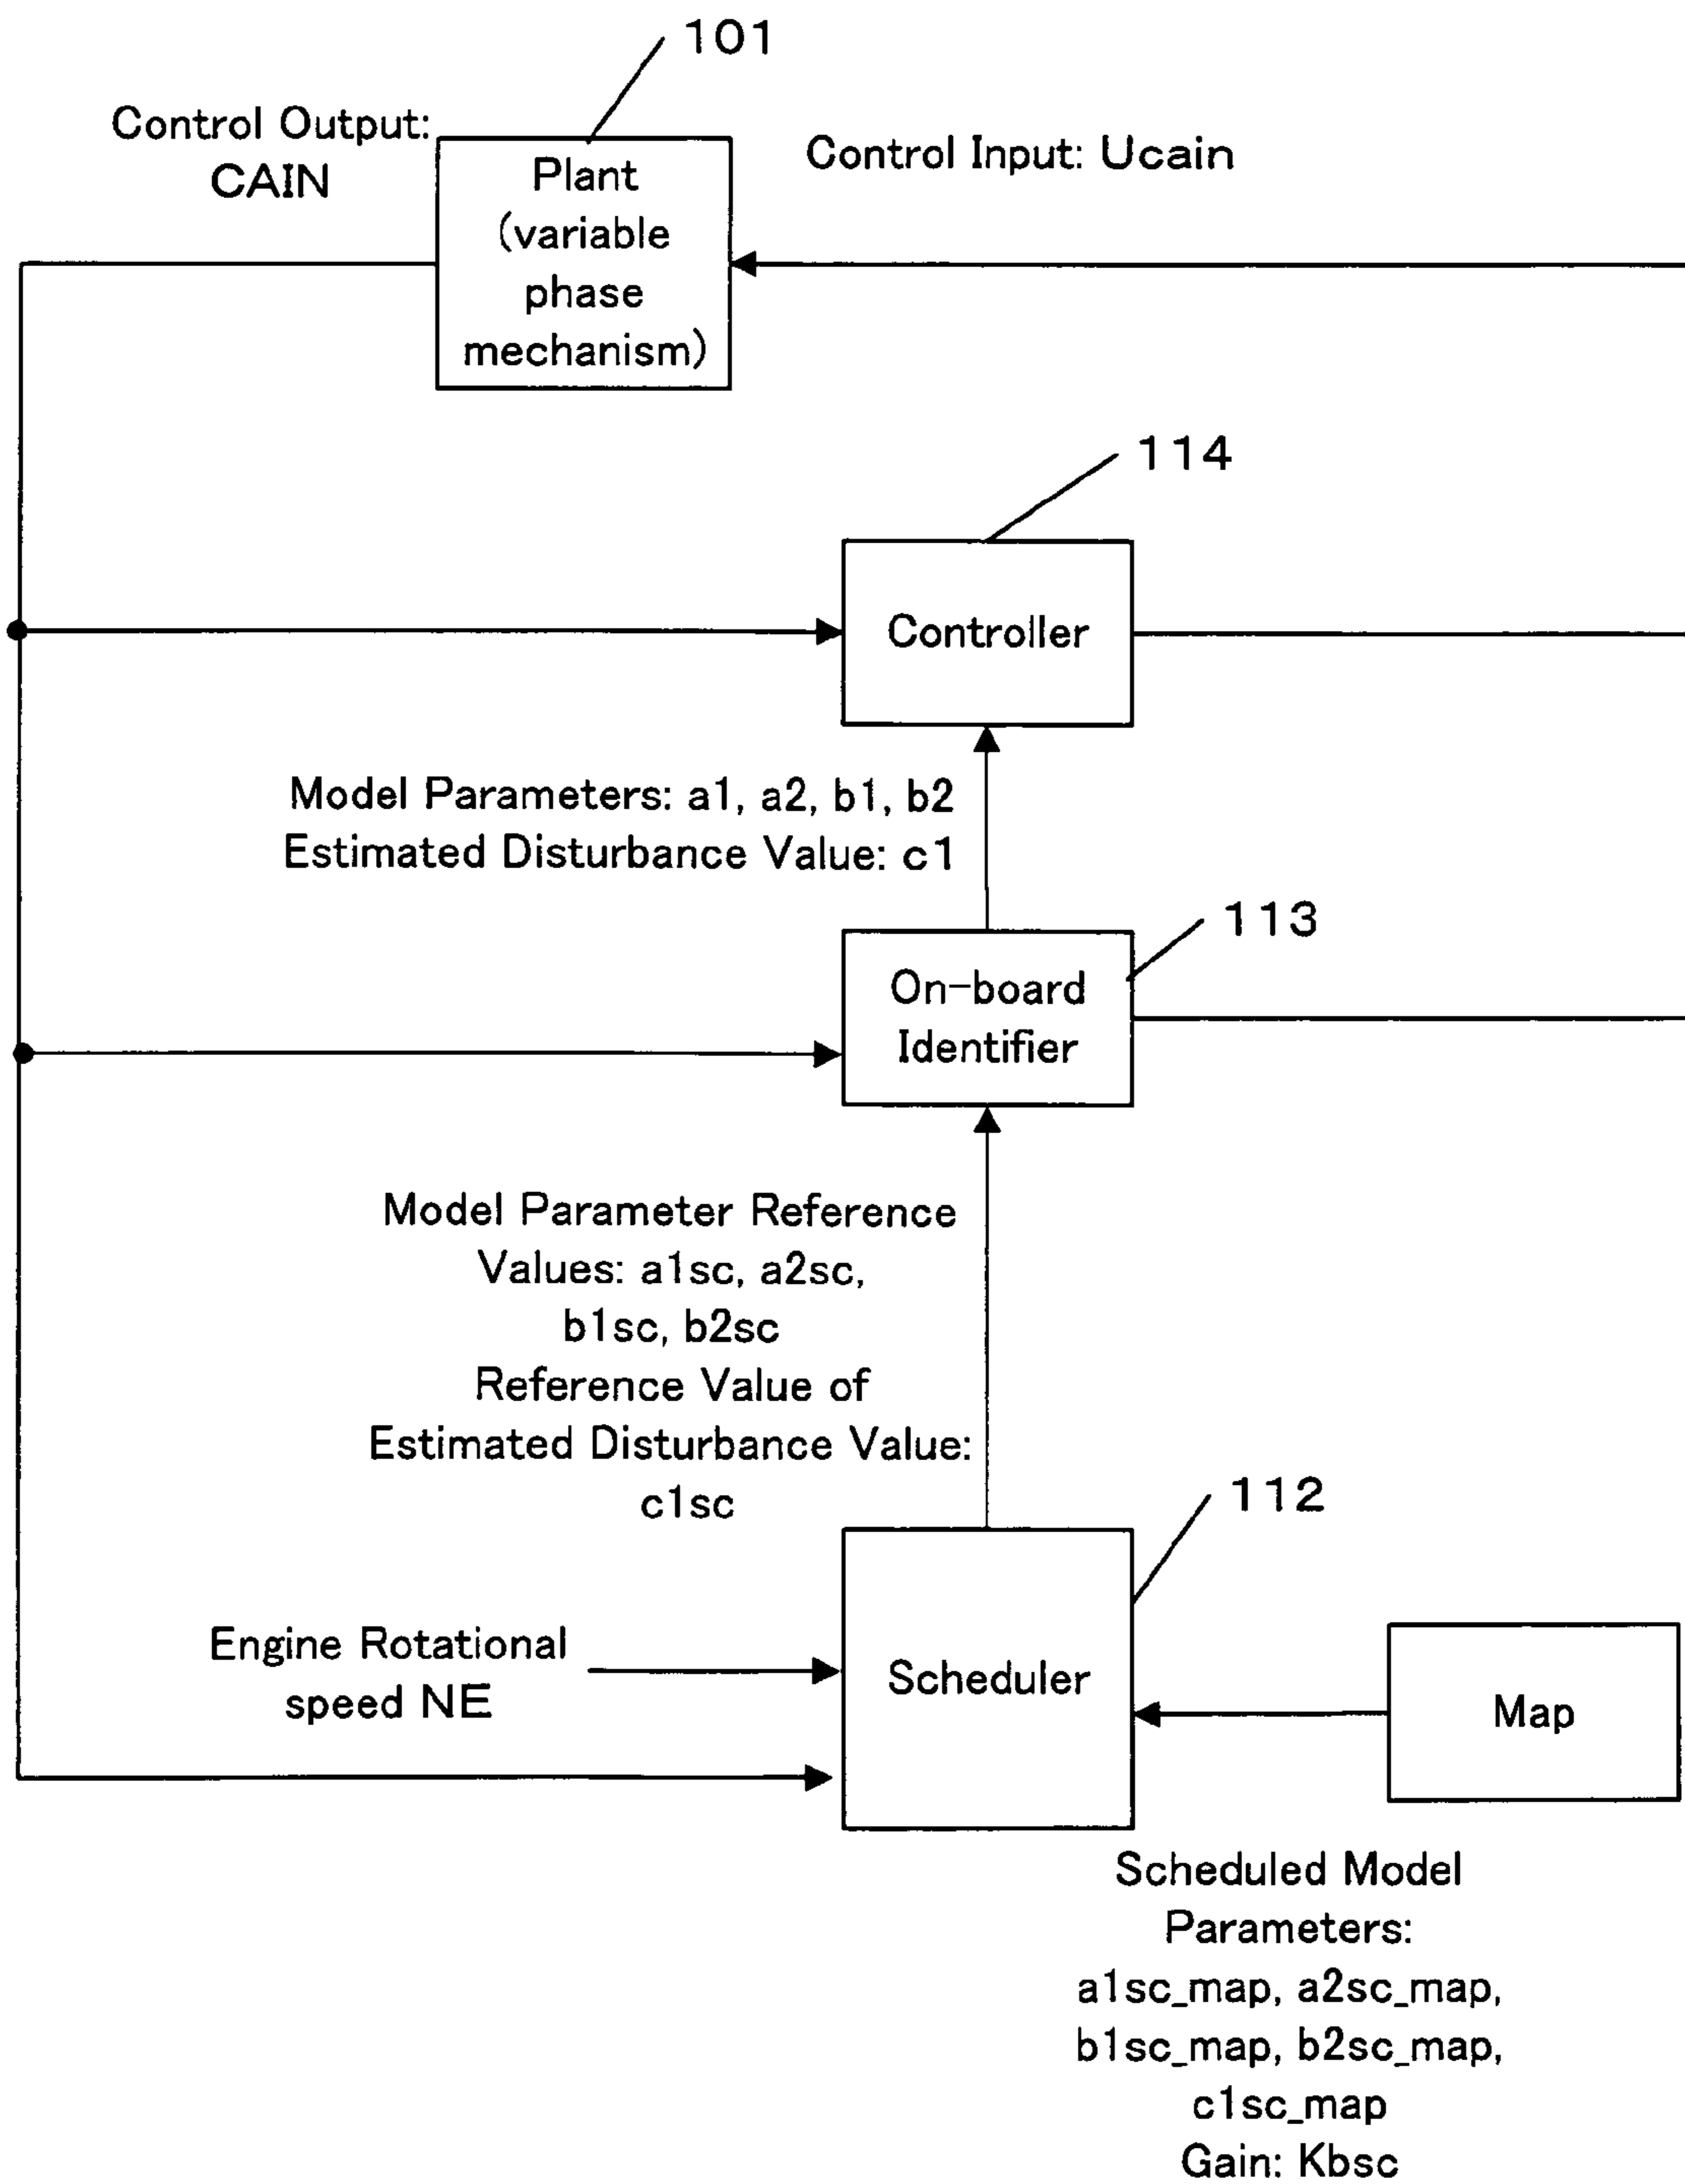 101
Control Output:
CAIN
Control Input: Ucain
Plant
(variable
phase
mechanism)
114
Controller
Model Parameters: a1, a2, b1, b2
Estimated Disturbance Value: c1
113
On-board
Identifier
Model Parameter Reference
Values: a1sc, a2sc,
b1sc, b2sc
Reference Value of
Estimated Disturbance Value:
c1sc
112
Engine Rotational
speed NE
Scheduler
Map
Scheduled Model
Parameters:
a1sc_map, a2sc_map,
b1sc_map, b2sc_map,
c1sc_map
Gain: Kbsc